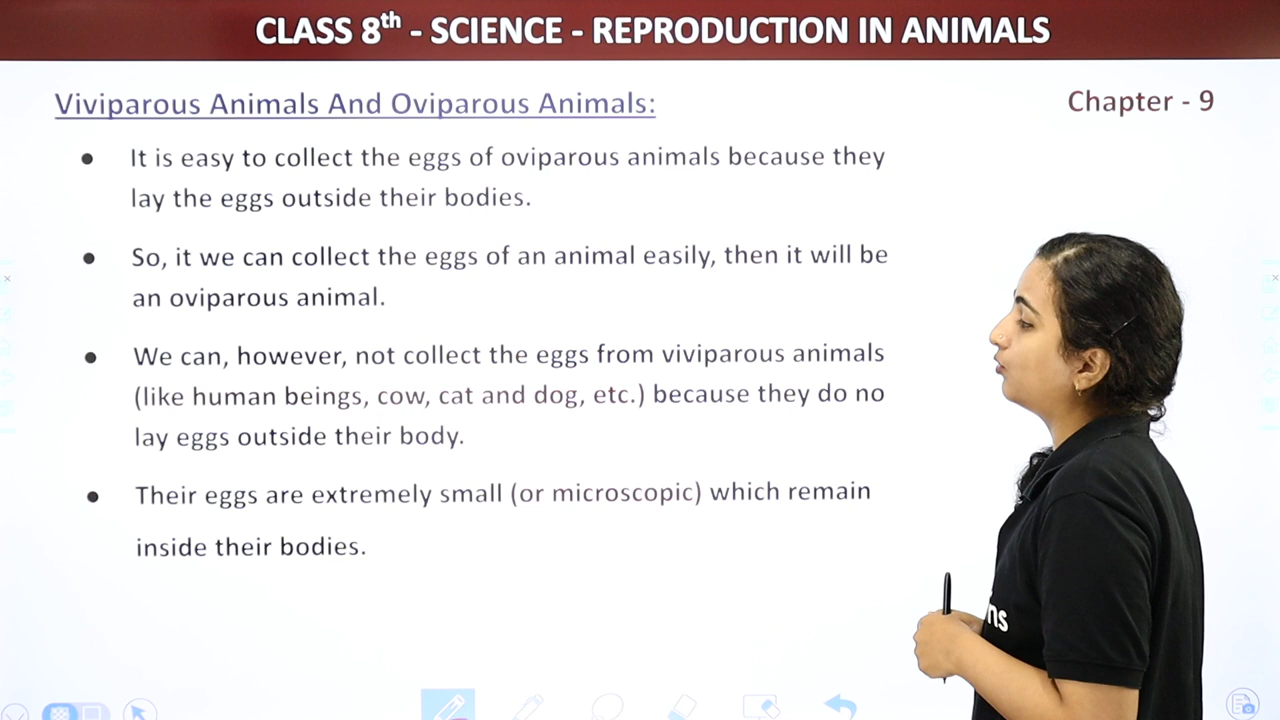 CLASS 8th - SCIENCE - REPRODUCTION IN ANIMALS
Viviparous Animals And Oviparous Animals:
Chapter - 9
● It is easy to collect the eggs of oviparous animals because they
lay the eggs outside their bodies.
● So, it we can collect the eggs of an animal easily, then it will be
an oviparous animal.
● We can, however, not collect the eggs from viviparous animals
(like human beings, cow, cat and dog, etc.) because they do no
lay eggs outside their body.
● Their eggs are extremely small (or microscopic) which remain
inside their bodies.
ns